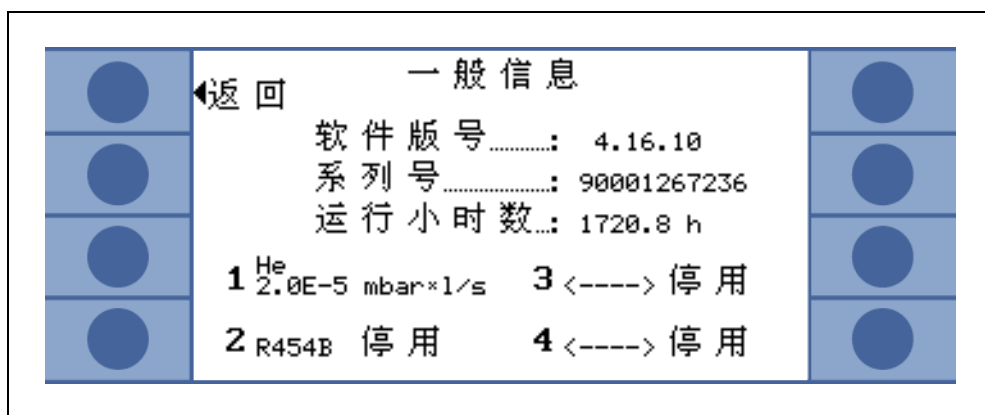 一般信息
◀返回
软件版号.........: 4.16.10
系列号................: 90001267236
运行小时数...: 1720.8 h
1 He 2.0E-5 mbar×l/s 3 <----> 停用
2 R454B 停用 4 <----> 停用